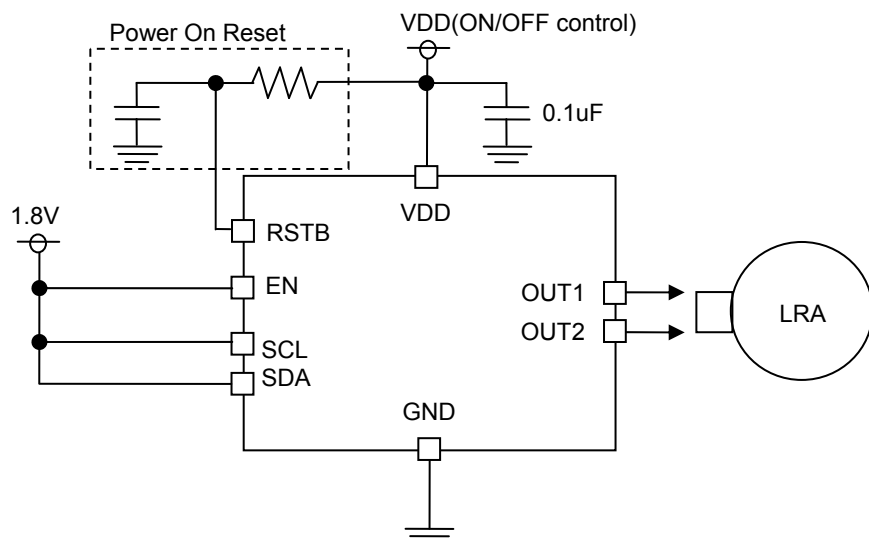 Power On Reset
VDD(ON/OFF control)
0.1uF
VDD
1.8V
RSTB
EN
SCL
SDA
OUT1
OUT2
LRA
GND